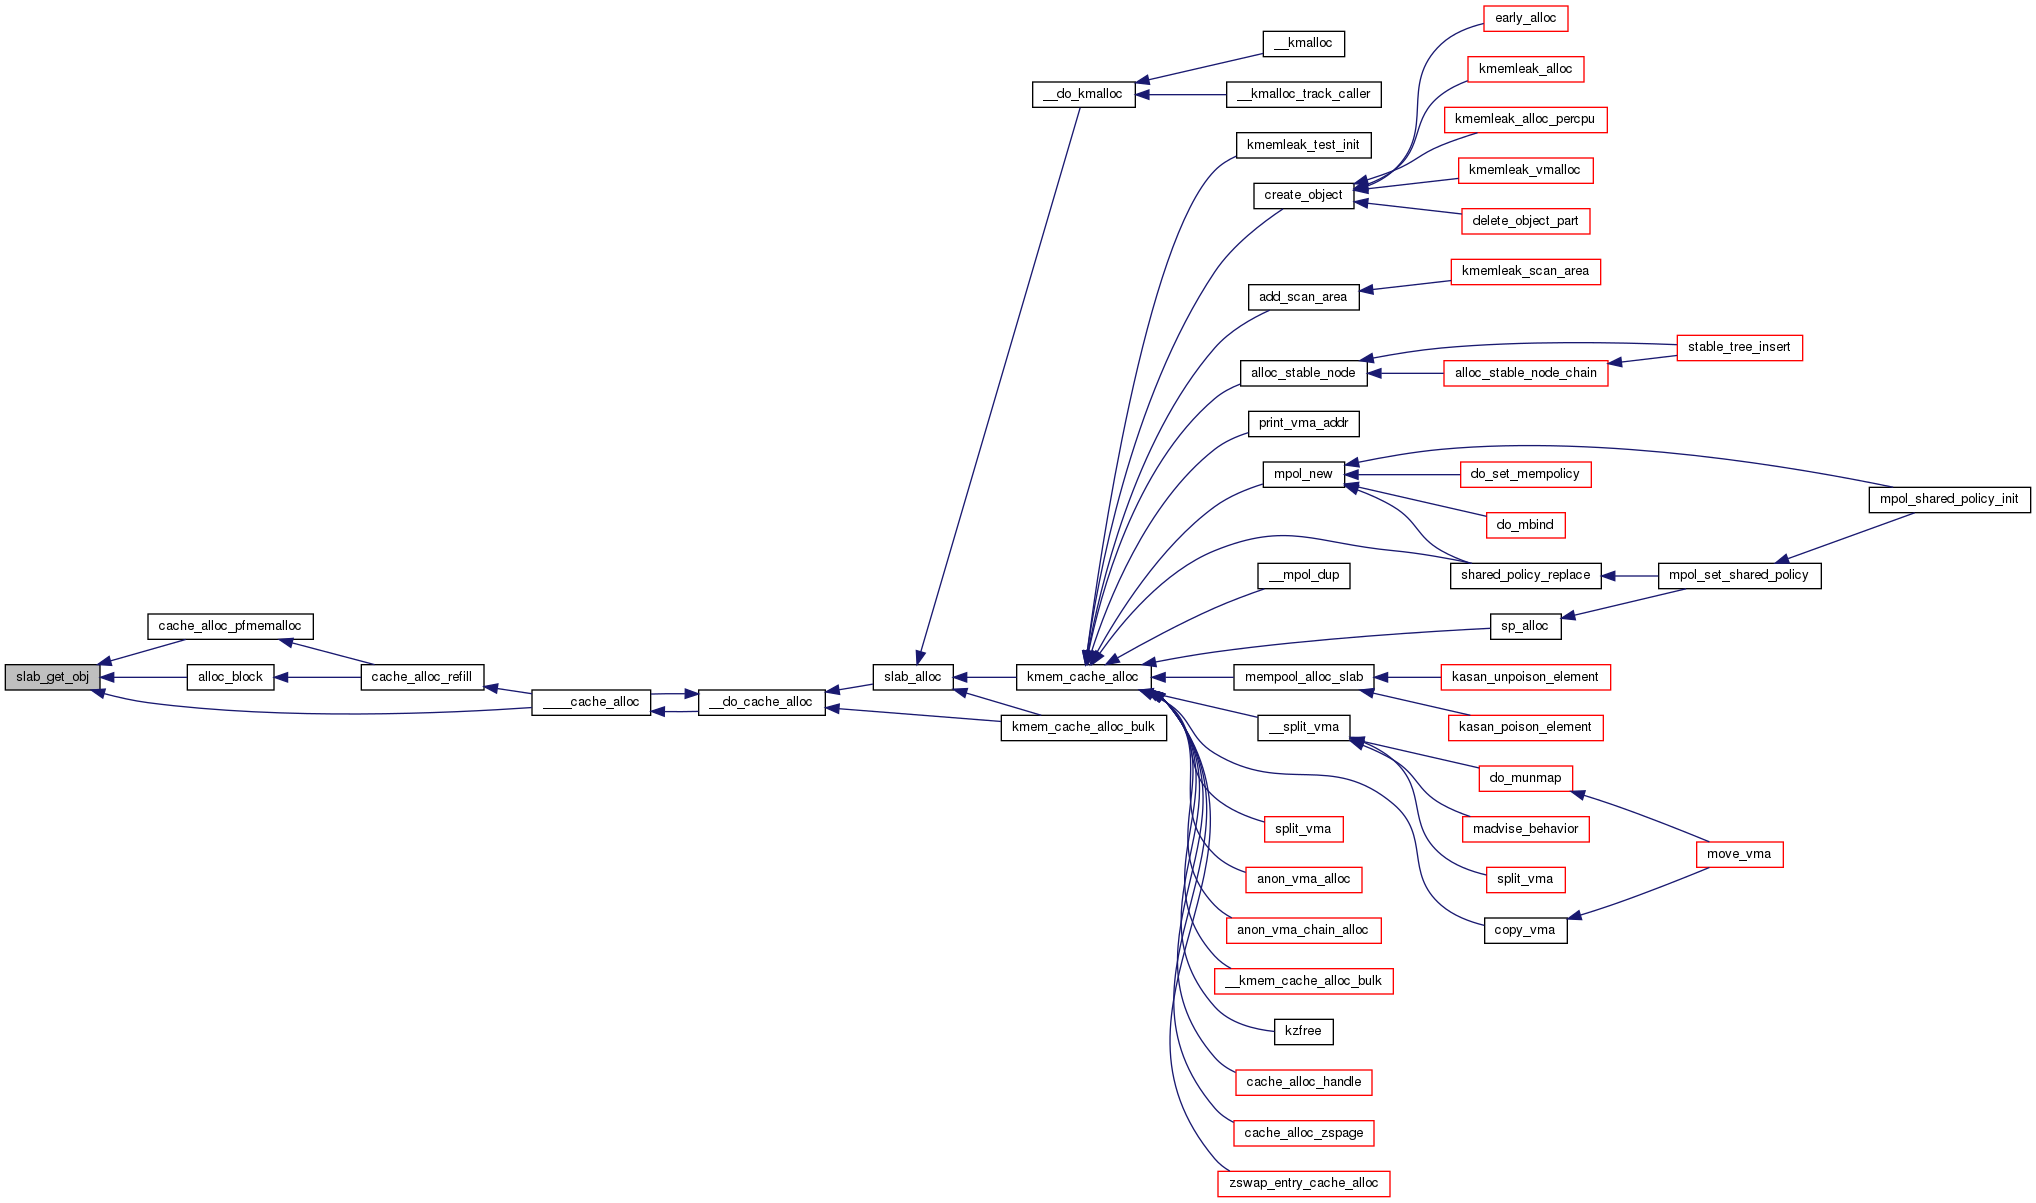 early_alloc
__kmalloc
kmemleak_alloc
__do_kmalloc
__kmalloc_track_caller
kmemleak_alloc_percpu
kmemleak_test_init
kmemleak_vmalloc
create_object
delete_object_part
kmemleak_scan_area
add_scan_area
stable_tree_insert
alloc_stable_node
alloc_stable_node_chain
print_vma_addr
mpol_new
do_set_mempolicy
mpol_shared_policy_init
do_mbind
__mpol_dup
shared_policy_replace
mpol_set_shared_policy
cache_alloc_pfmemalloc
sp_alloc
slab_get_obj
alloc_block
cache_alloc_refill
slab_alloc
kmem_cache_alloc
mempool_alloc_slab
kasan_unpoison_element
____cache_alloc
__do_cache_alloc
kmem_cache_alloc_bulk
__split_vma
kasan_poison_element
do_munmap
split_vma
madvise_behavior
move_vma
anon_vma_alloc
split_vma
anon_vma_chain_alloc
copy_vma
__kmem_cache_alloc_bulk
kzfree
cache_alloc_handle
cache_alloc_zspage
zswap_entry_cache_alloc